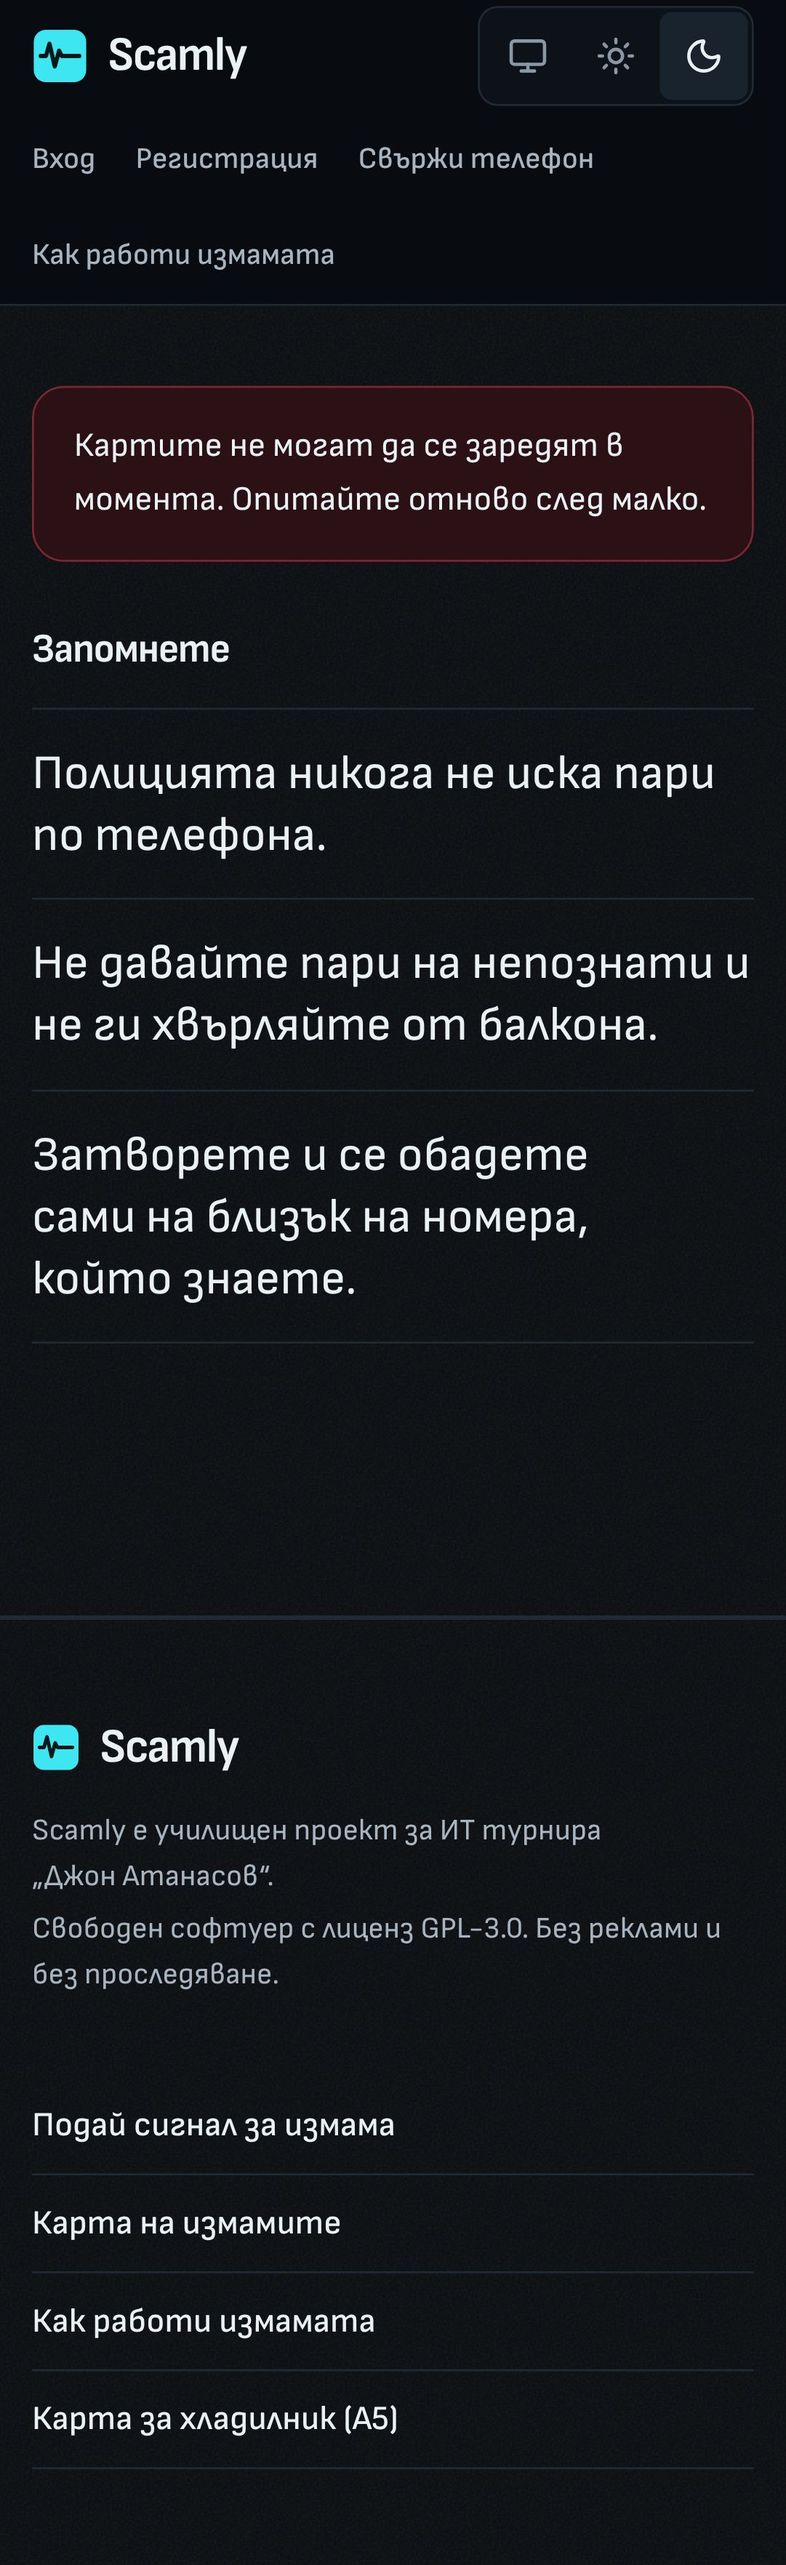 Scamly
Вход Регистрация Свържи телефон
Как работи измамата
Картите не могат да се заредят в
момента. Опитайте отново след малко.
Запомнете
Полицията никога не иска пари
по телефона.
Не давайте пари на непознати и
не ги хвърляйте от балкона.
Затворете и се обадете
сами на близък на номера,
който знаете.
Scamly
Scamly е училищен проект за ИТ турнира
„Джон Атанасов“.
Свободен софтуер с лиценз GPL-3.0. Без реклами и
без проследяване.
Подай сигнал за измама
Карта на измамите
Как работи измамата
Карта за хладилник (А5)